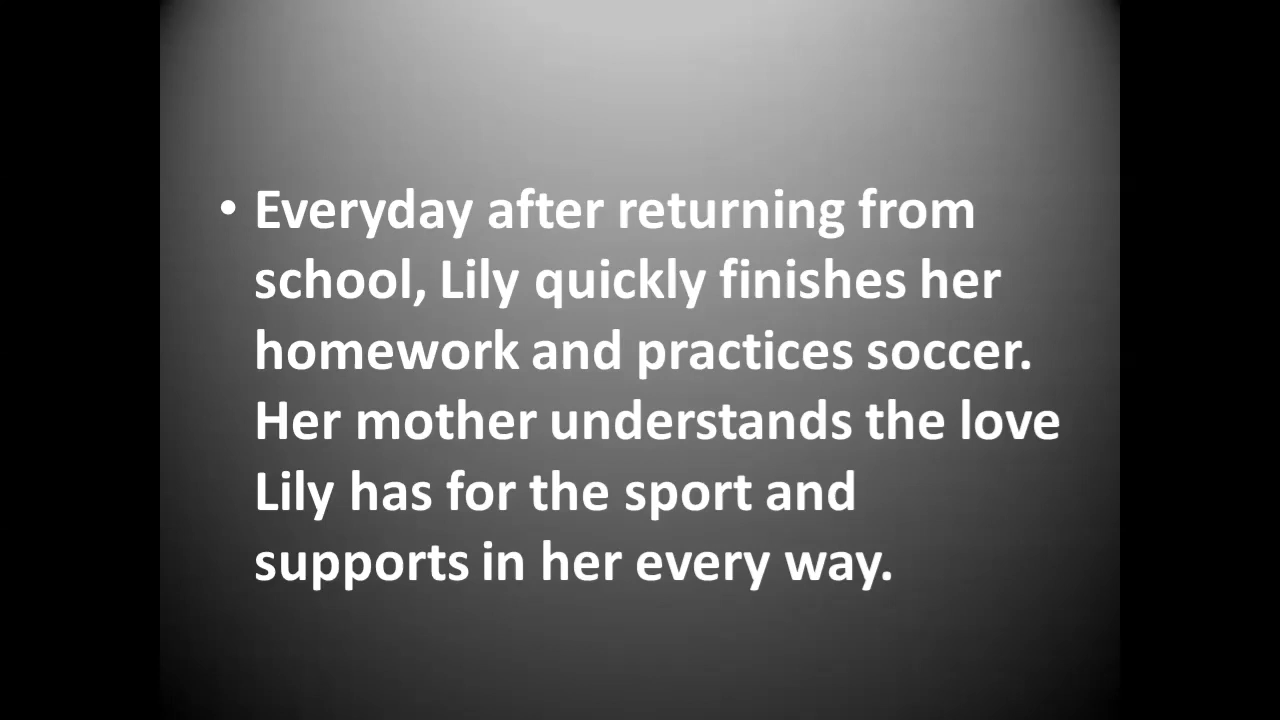 • Everyday after returning from
school, Lily quickly finishes her
homework and practices soccer.
Her mother understands the love
Lily has for the sport and
supports in her every way.